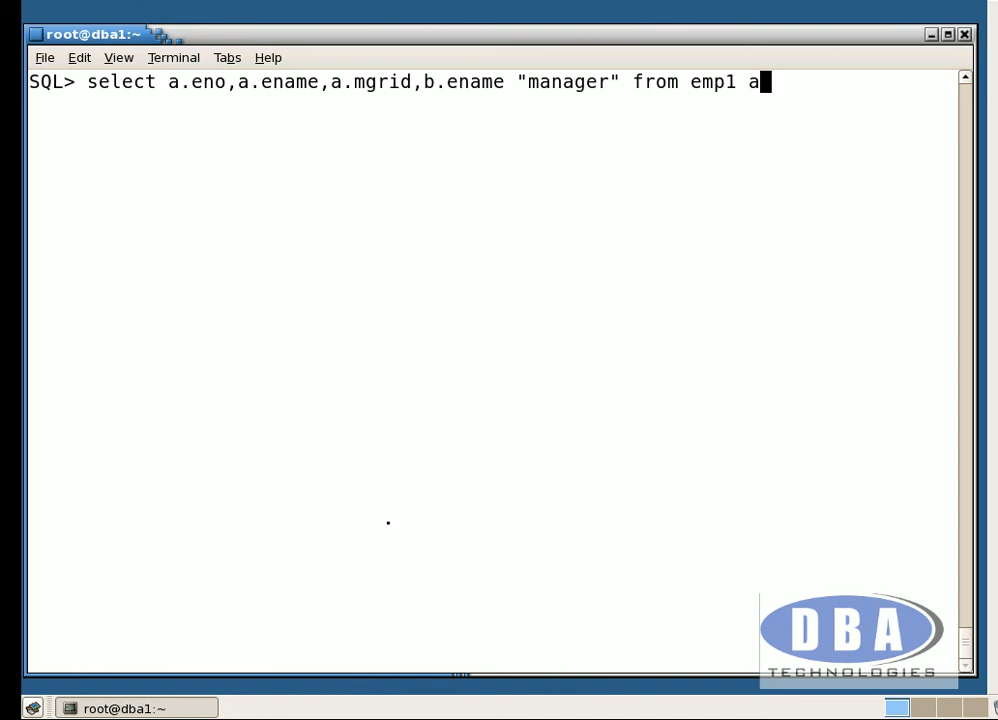 root@dba1:~
File Edit View Terminal Tabs Help
SQL> select a.eno,a.ename,a.mgrid,b.ename "manager" from emp1 a
DBA
TECHNOLOGIES
root@dba1:~